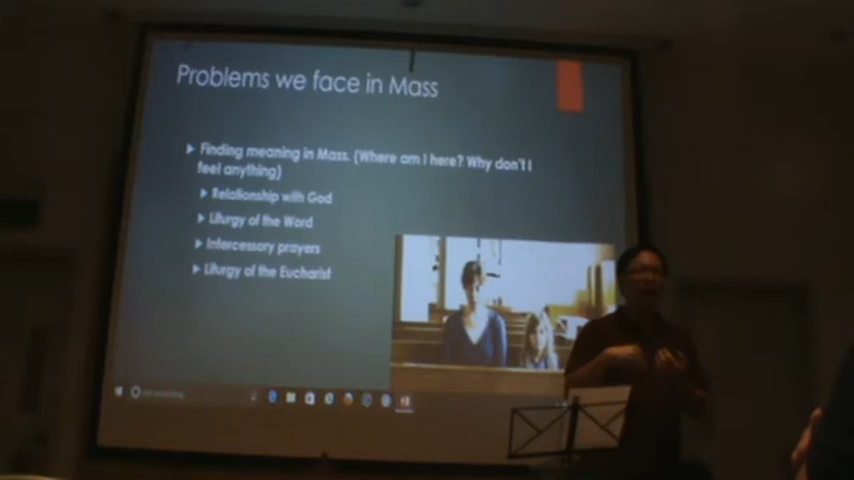 Problems we face in Mass
Finding meaning in Mass. (Where am I here? Why don't I
feel anything)
Relationship with God
Liturgy of the Word
Intercessory prayers
Liturgy of the Eucharist